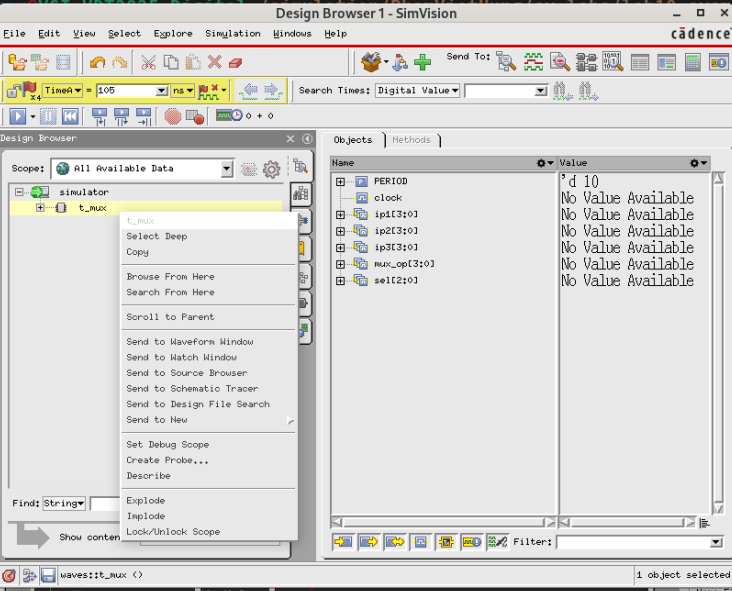 Design Browser 1 - SimVision
File Edit View Select Explore Simulation Windows Help
cādence
Send To:
x4 TimeA = 105 ns
Search Times: Digital Value
0 + 0
Design Browser
Objects Methods
Scope: All Available Data
Name Value
simulator
t_mux
PERIOD 'd 10
clock No Value Available
ip1[3:0] No Value Available
ip2[3:0] No Value Available
ip3[3:0] No Value Available
mux_op[3:0] No Value Available
sel[2:0] No Value Available
t_mux
Select Deep
Copy
Browse From Here
Search From Here
Scroll to Parent
Send to Waveform Window
Send to Watch Window
Send to Source Browser
Send to Schematic Tracer
Send to Design File Search
Send to New
Set Debug Scope
Create Probe...
Describe
Explode
Implode
Lock/Unlock Scope
Find: String
Show conten
Filter:
waves::t_mux ()
1 object selected